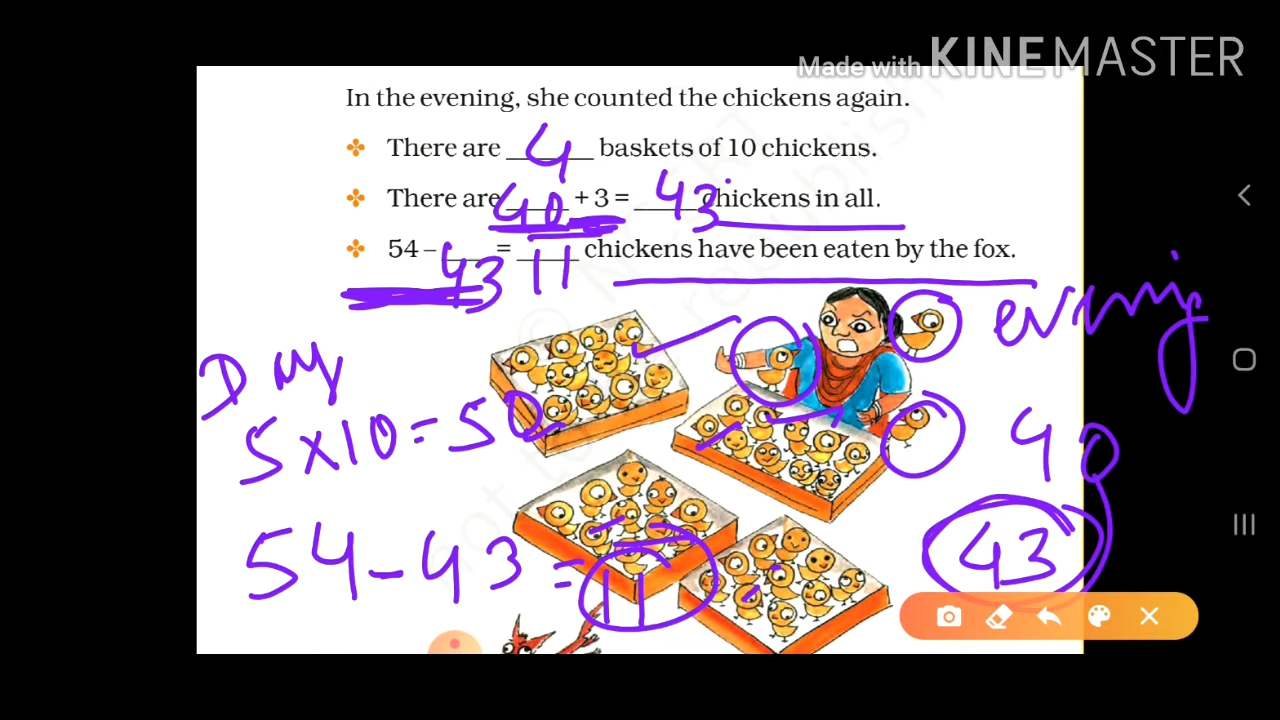 Made with KINEMASTER
In the evening, she counted the chickens again.
There are 4 baskets of 10 chickens.
There are 40 + 3 = 43 chickens in all.
54 – 43 = 11 chickens have been eaten by the fox.
evening
Day
5 x 10 = 50
40
54 - 43 = 11
43